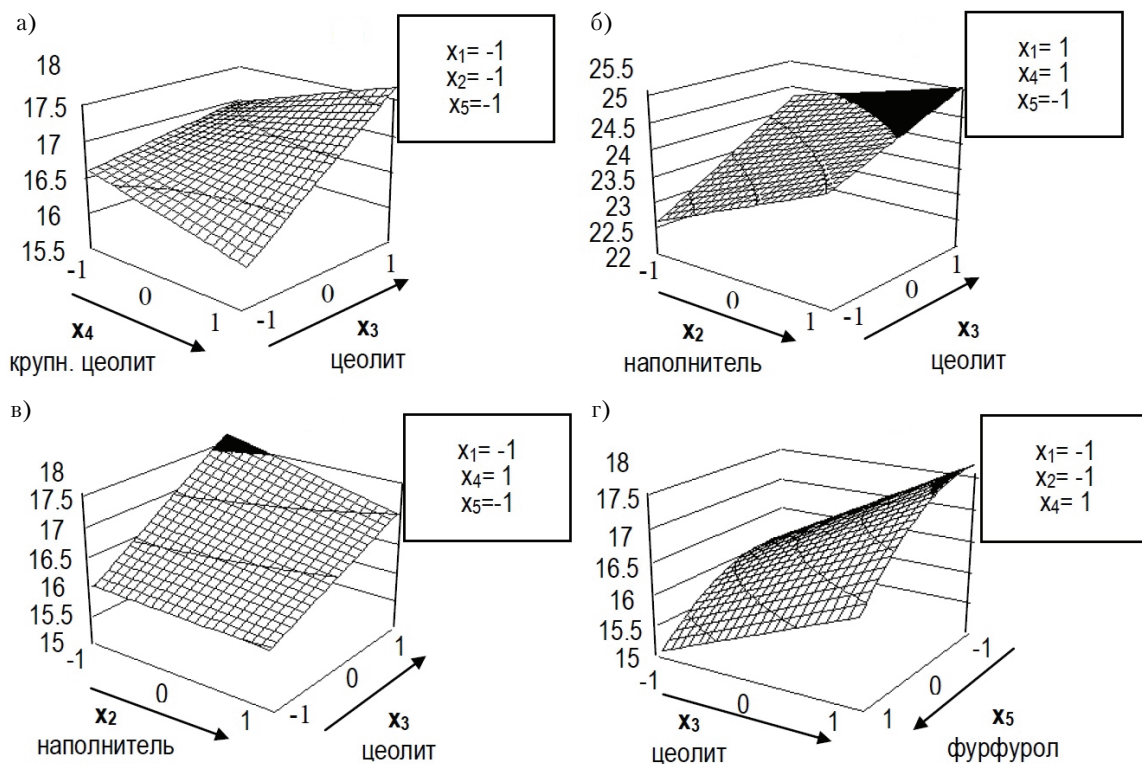 а)
18
17.5
17
16.5
16
15.5
-1
0
1
-1
0
1
x4
крупн. цеолит
x3
цеолит
x1= -1
x2= -1
x5=-1
б)
25.5
25
24.5
24
23.5
23
22.5
22
-1
0
1
-1
0
1
x2
наполнитель
x3
цеолит
x1= 1
x4= 1
x5=-1
в)
18
17.5
17
16.5
16
15.5
15
-1
0
1
-1
0
1
x2
наполнитель
x3
цеолит
x1= -1
x4= 1
x5=-1
г)
18
17.5
17
16.5
16
15.5
15
-1
0
1
1
0
-1
x3
цеолит
x5
фурфурол
x1= -1
x2= -1
x4= 1